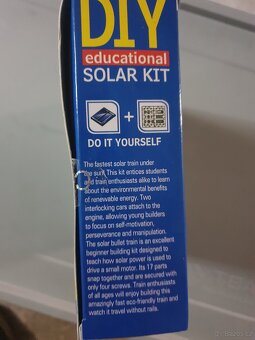 DIY
educational
SOLAR KIT
+
DO IT YOURSELF
The fastest solar train under
the sun! This kit entices students
and train enthusiasts alike to learn
about the environmental benefits
of renewable energy. Two
interlocking cars attach to the
engine, allowing young builders
to focus on self-motivation,
perseverance and manipulation.
The solar bullet train is an excellent
beginner building kit designed to
teach how solar power is used to
drive a small motor. Its 17 parts
snap together and are secured with
only four screws. Train enthusiasts
of all ages will enjoy building this
amazingly fast eco-friendly train and
watch it travel without rails.